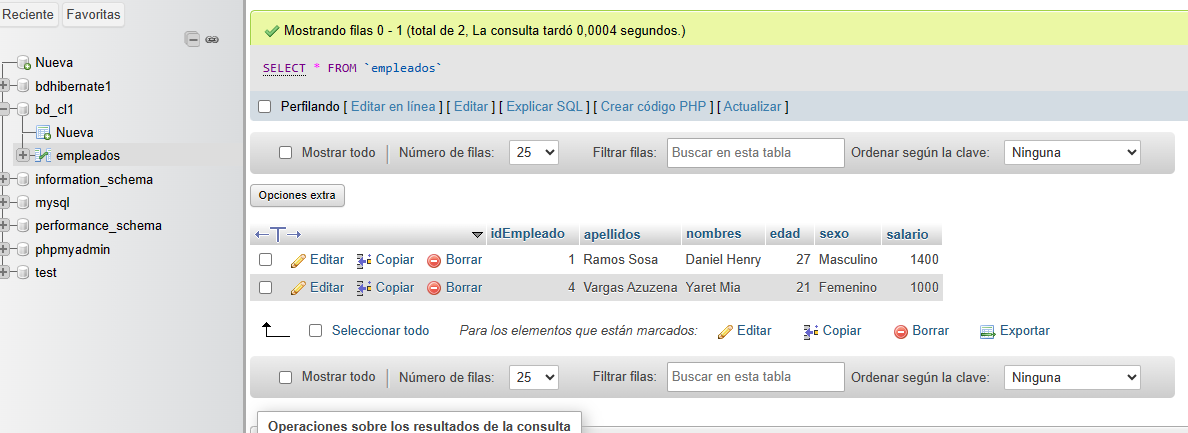 Reciente Favoritas
Nueva
bdhibernate1
bd_cl1
Nueva
empleados
information_schema
mysql
performance_schema
phpmyadmin
test
Mostrando filas 0 - 1 (total de 2, La consulta tardó 0,0004 segundos.)
SELECT * FROM `empleados`
Perfilando [ Editar en línea ] [ Editar ] [ Explicar SQL ] [ Crear código PHP ] [ Actualizar ]
Mostrar todo Número de filas: 25 Filtrar filas: Buscar en esta tabla Ordenar según la clave: Ninguna
Opciones extra
idEmpleado apellidos nombres edad sexo salario
Editar Copiar Borrar 1 Ramos Sosa Daniel Henry 27 Masculino 1400
Editar Copiar Borrar 4 Vargas Azuzena Yaret Mia 21 Femenino 1000
Seleccionar todo Para los elementos que están marcados: Editar Copiar Borrar Exportar
Mostrar todo Número de filas: 25 Filtrar filas: Buscar en esta tabla Ordenar según la clave: Ninguna
Operaciones sobre los resultados de la consulta